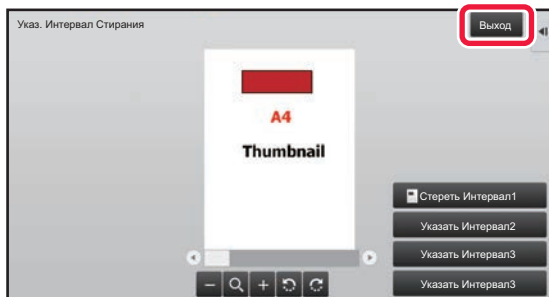 Указ. Интервал Стирания
Выход
A4
Thumbnail
Стереть Интервал1
Указать Интервал2
Указать Интервал3
Указать Интервал3